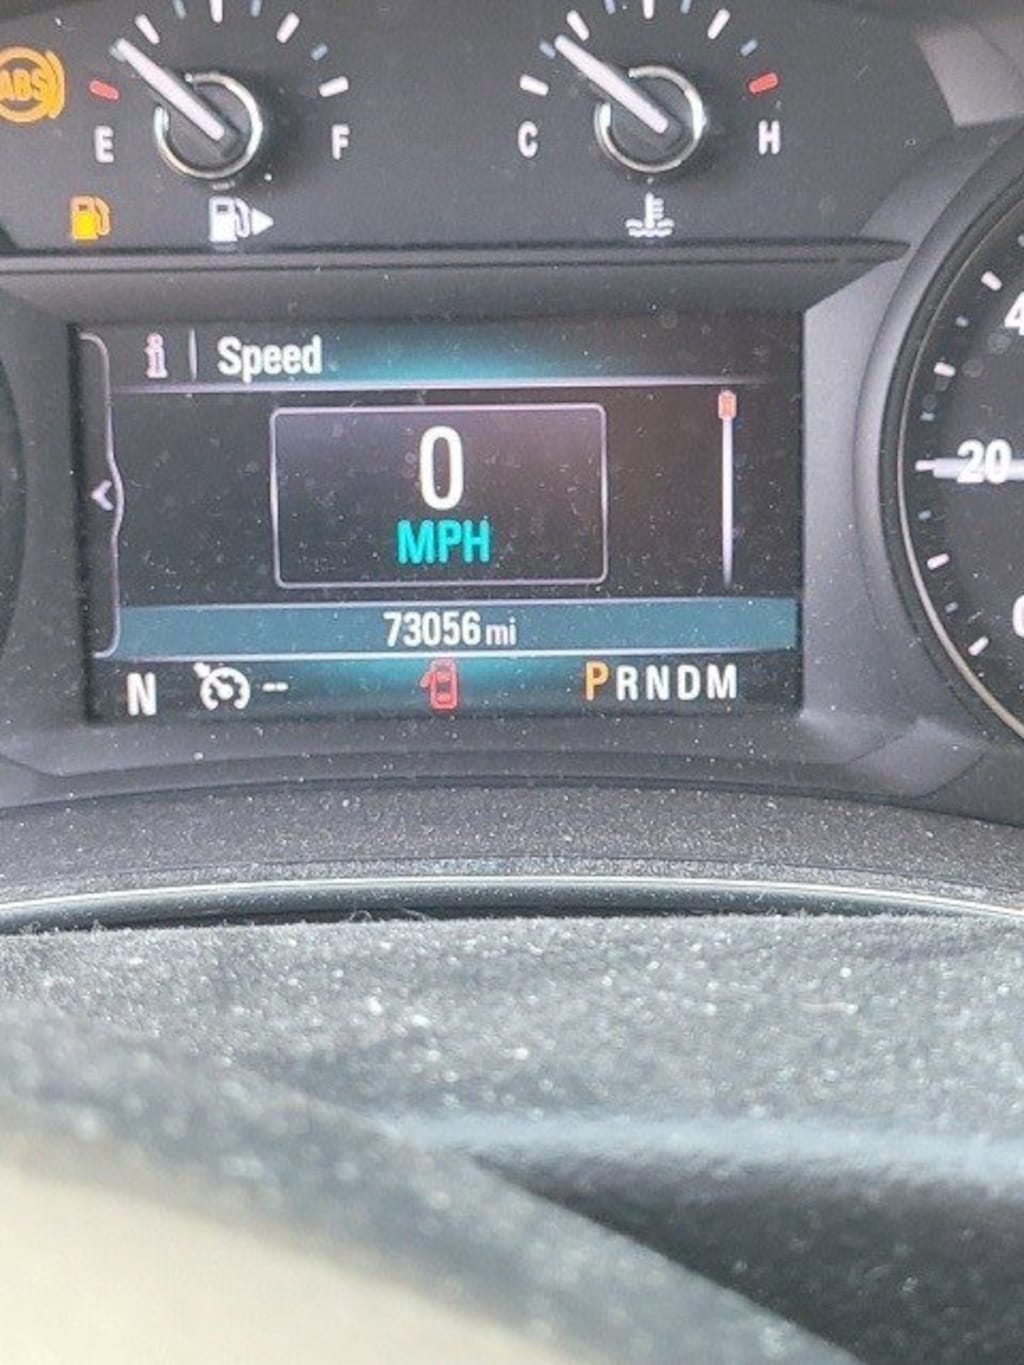 ABS
E F
C H
Speed
0
MPH
20
73056 mi
N -- PRNDM